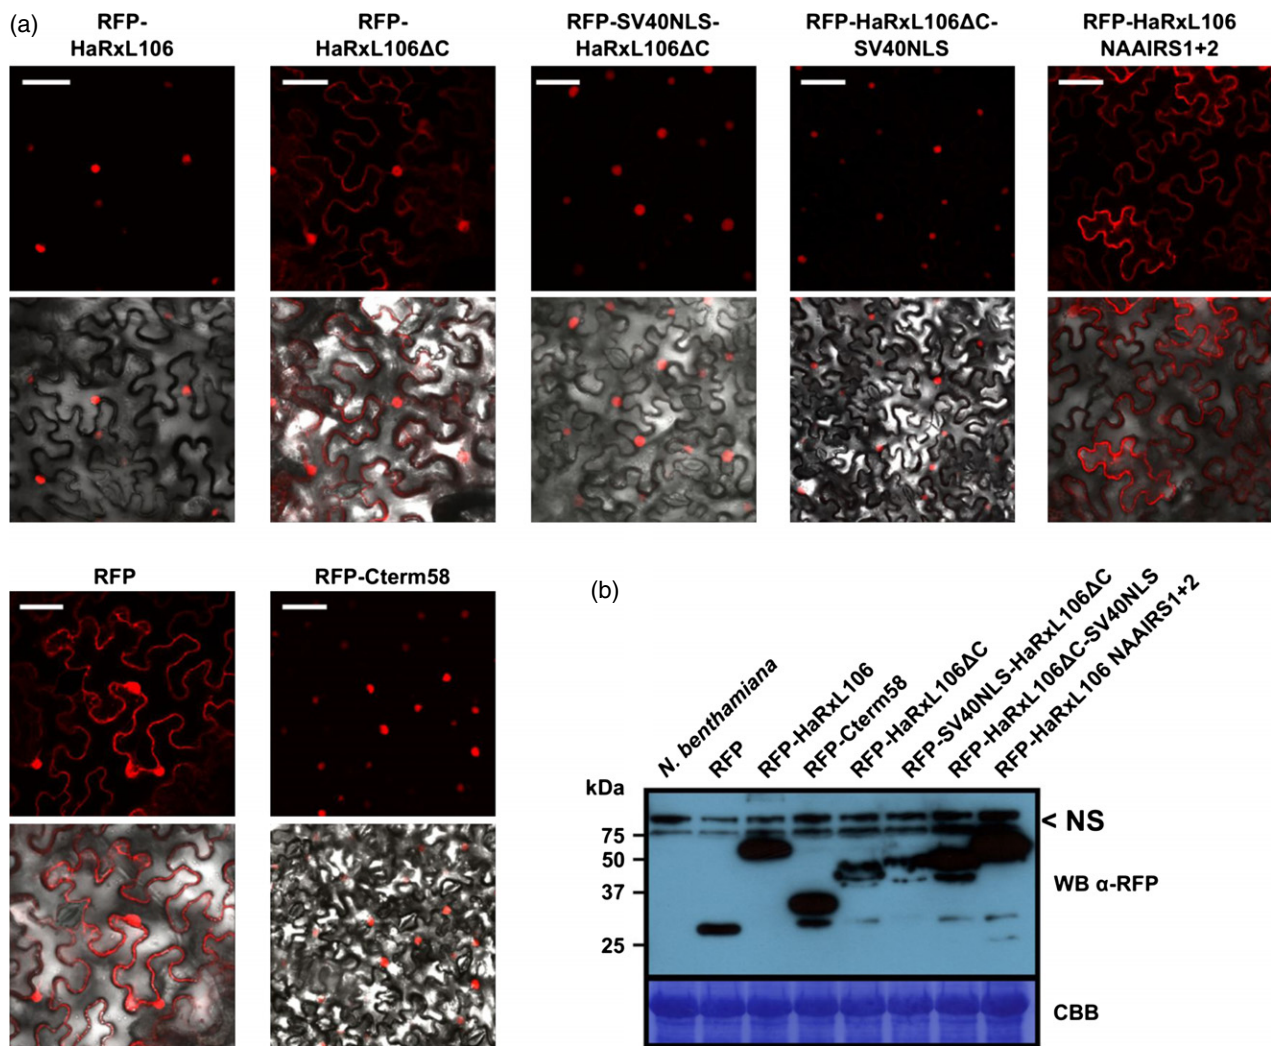 (a)
RFP-
HaRxL106
RFP-
HaRxL106ΔC
RFP-SV40NLS-
HaRxL106ΔC
RFP-HaRxL106ΔC-
SV40NLS
RFP-HaRxL106
NAAIRS1+2
RFP
RFP-Cterm58
(b)
N. benthamiana
RFP
RFP-HaRxL106
RFP-Cterm58
RFP-HaRxL106ΔC
RFP-SV40NLS-HaRxL106ΔC
RFP-HaRxL106ΔC-SV40NLS
RFP-HaRxL106 NAAIRS1+2
kDa
75
50
37
25
< NS
WB α-RFP
CBB